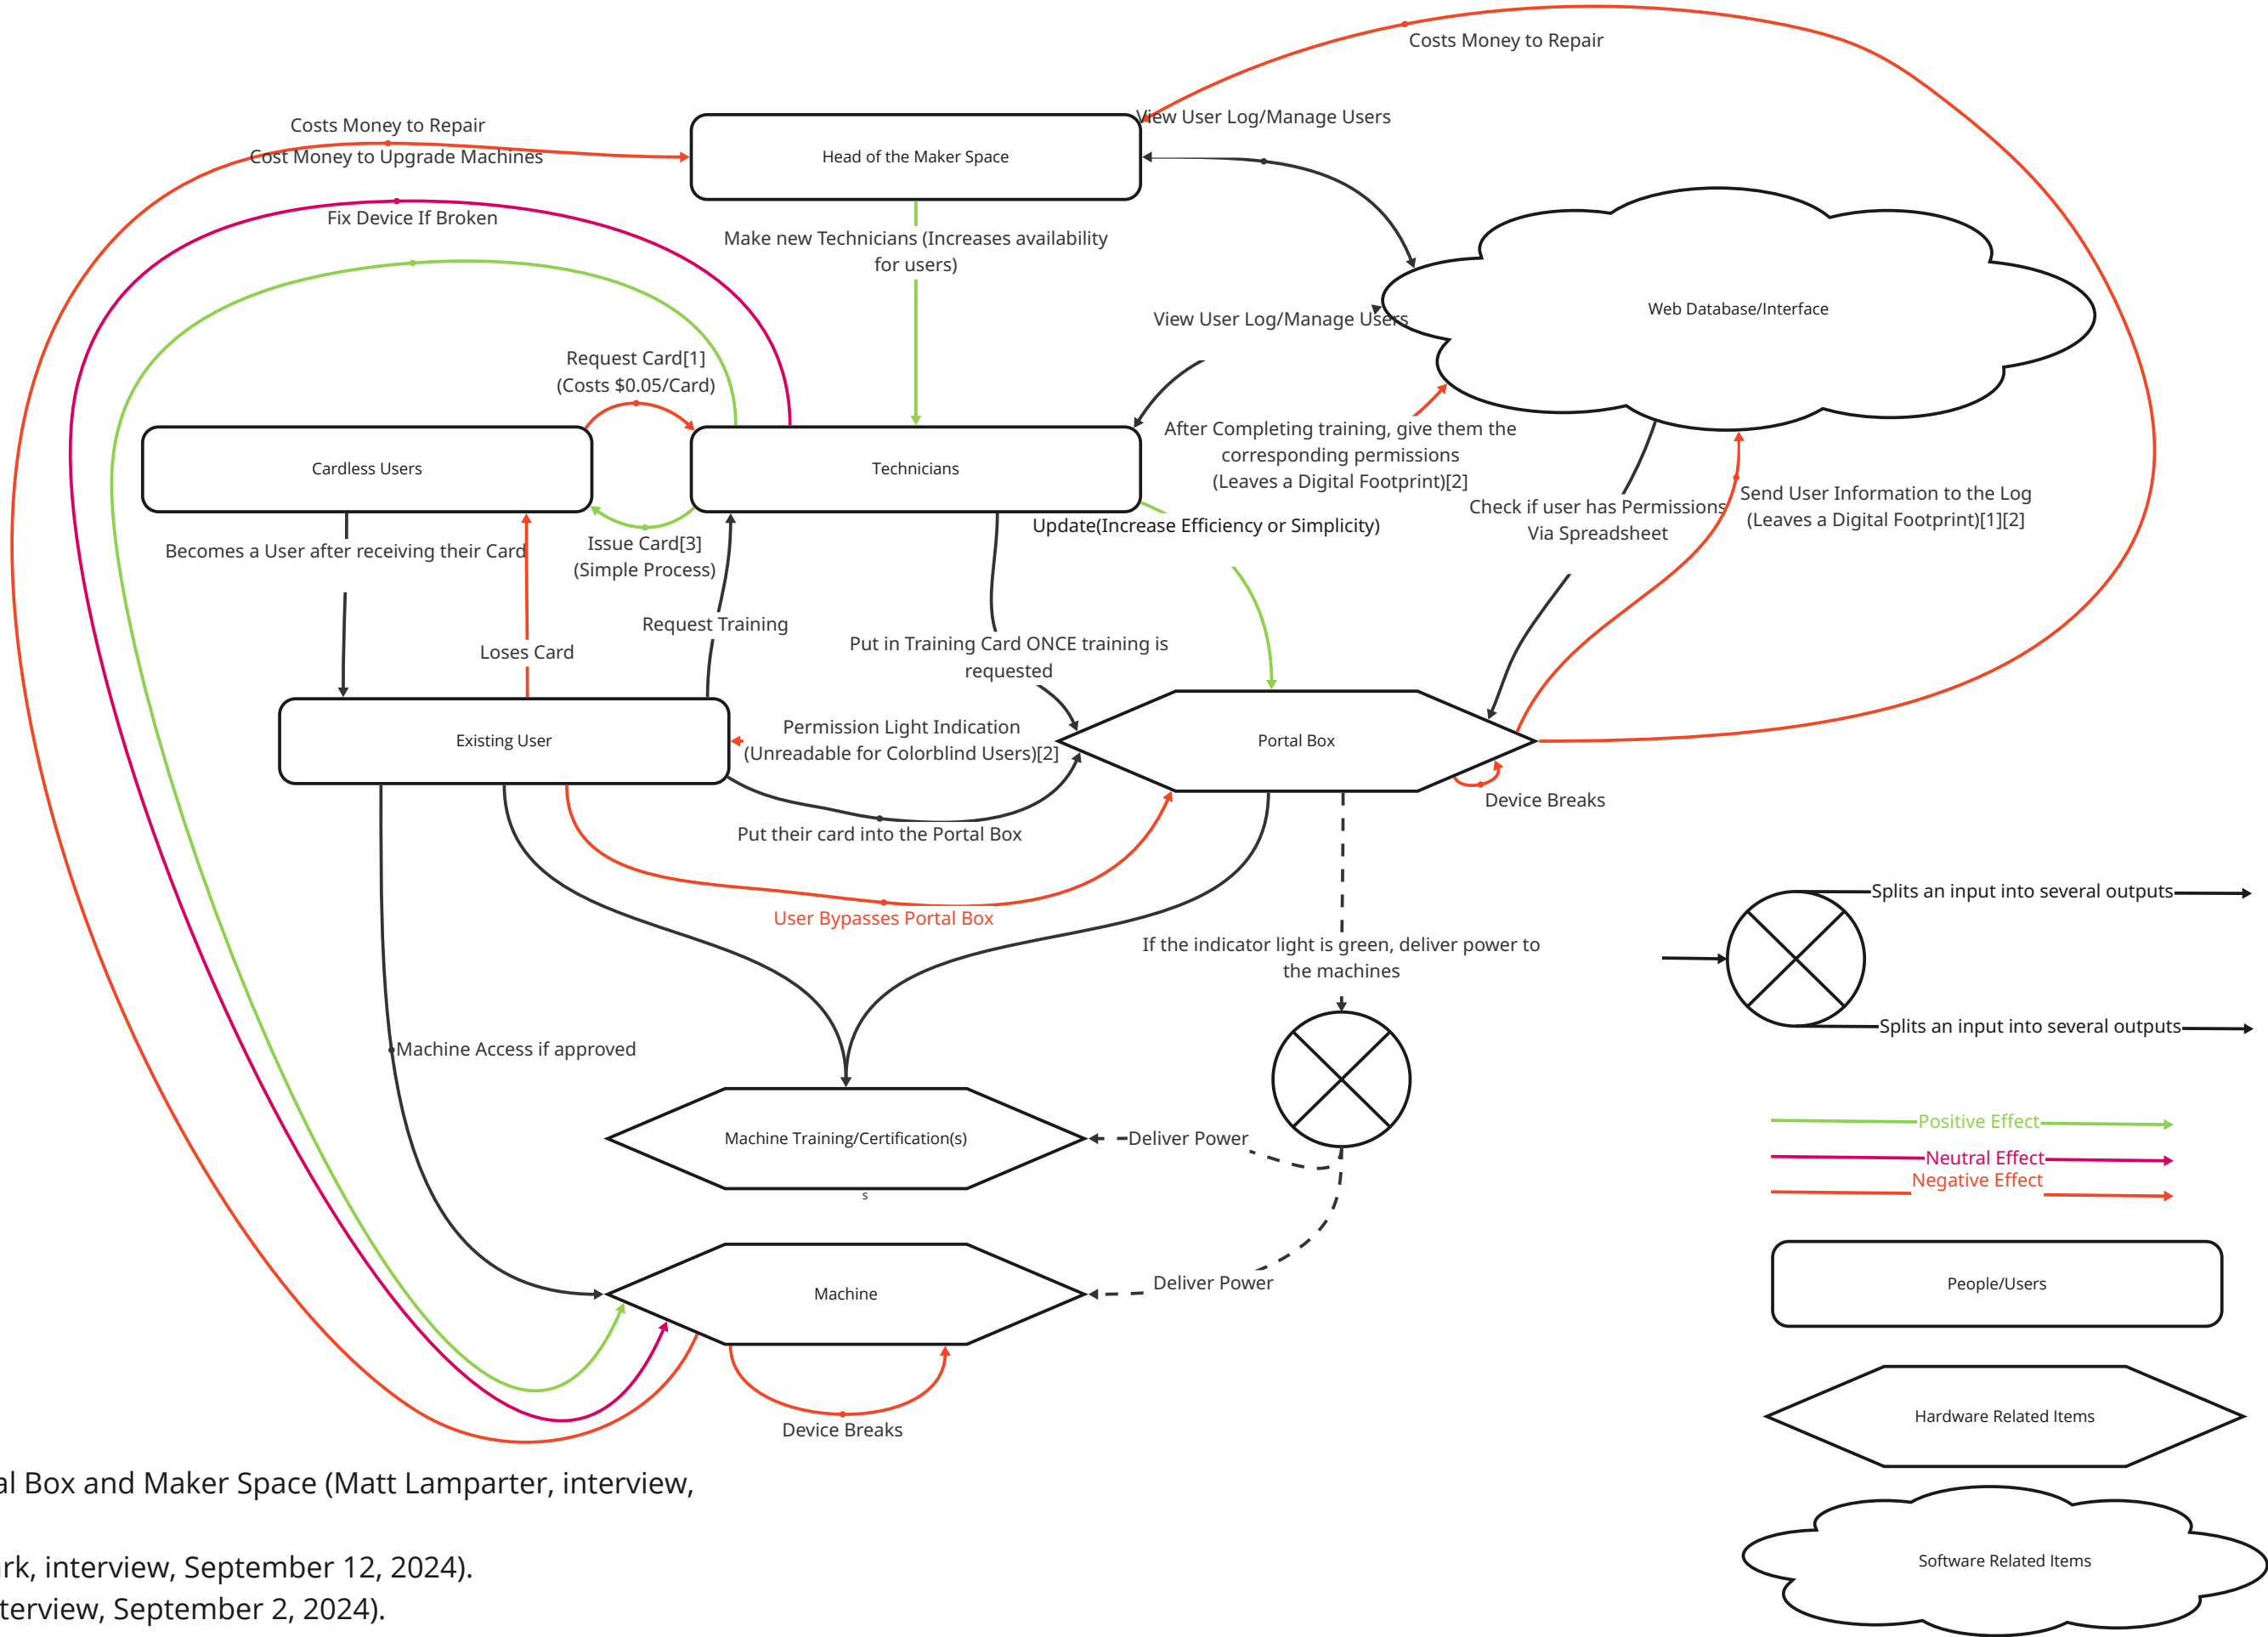 Costs Money to Repair
Costs Money to Repair
Cost Money to Upgrade Machines
View User Log/Manage Users
Head of the Maker Space
Fix Device If Broken
Make new Technicians (Increases availability
for users)
Web Database/Interface
View User Log/Manage Users
Request Card[1]
(Costs $0.05/Card)
Cardless Users
Technicians
After Completing training, give them the
corresponding permissions
(Leaves a Digital Footprint)[2]
Check if user has Permissions
Via Spreadsheet
Send User Information to the Log
(Leaves a Digital Footprint)[1][2]
Update(Increase Efficiency or Simplicity)
Becomes a User after receiving their Card
Issue Card[3]
(Simple Process)
Request Training
Loses Card
Put in Training Card ONCE training is
requested
Existing User
Permission Light Indication
(Unreadable for Colorblind Users)[2]
Portal Box
Device Breaks
Put their card into the Portal Box
User Bypasses Portal Box
If the indicator light is green, deliver power to
the machines
Splits an input into several outputs
Splits an input into several outputs
Machine Access if approved
Machine Training/Certification(s)
s
Deliver Power
Positive Effect
Neutral Effect
Negative Effect
Machine
Deliver Power
People/Users
Device Breaks
Hardware Related Items
Software Related Items
al Box and Maker Space (Matt Lamparter, interview,
rk, interview, September 12, 2024).
terview, September 2, 2024).